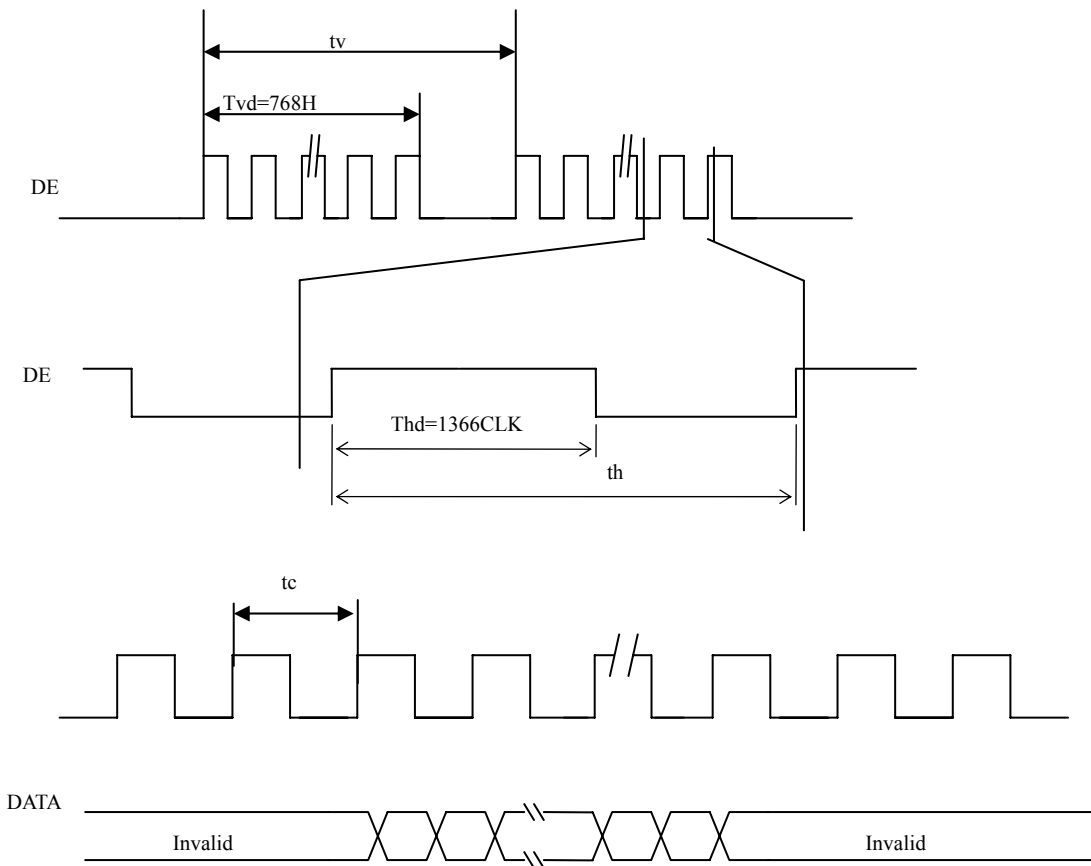 tv
Tvd=768H
DE
DE
Thd=1366CLK
th
tc
DATA
Invalid
Invalid